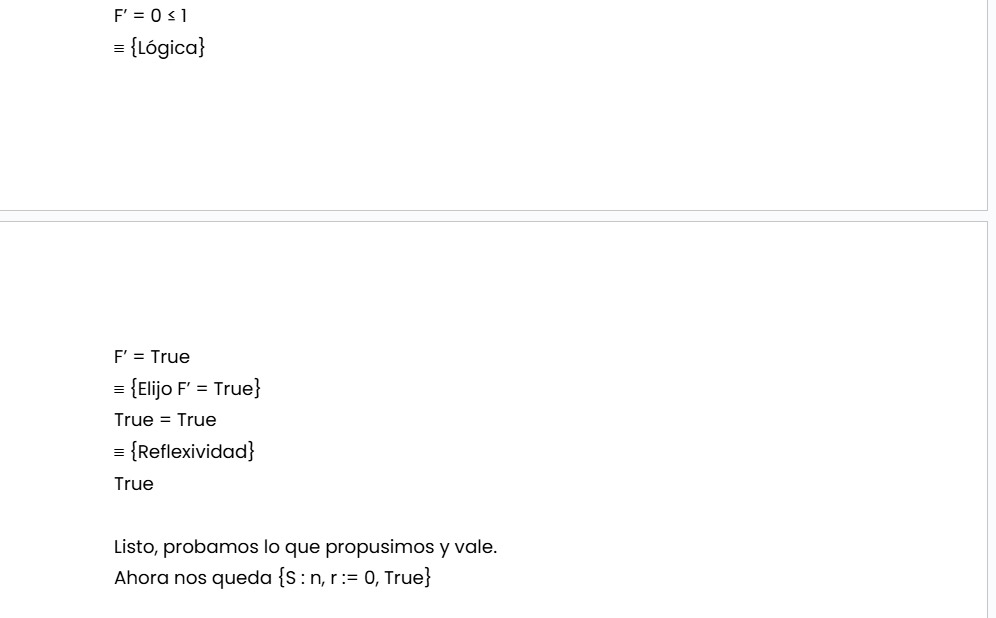 F’ = 0 ≤ 1
≡ {Lógica}
F’ = True
≡ {Elijo F’ = True}
True = True
≡ {Reflexividad}
True
Listo, probamos lo que propusimos y vale.
Ahora nos queda {S : n, r := 0, True}